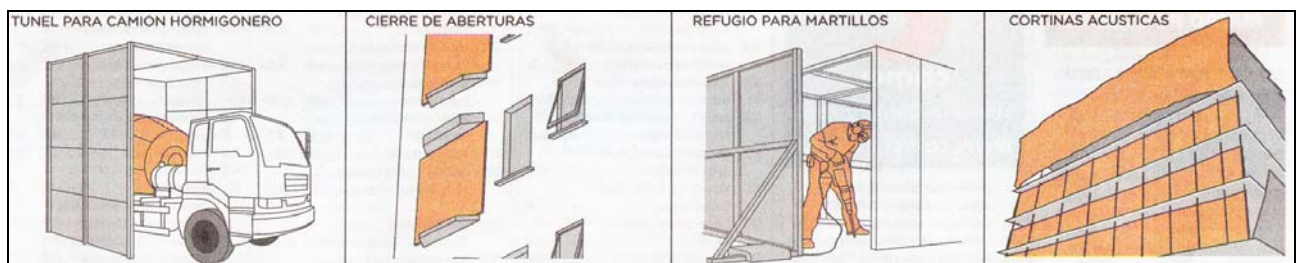 TUNEL PARA CAMION HORMIGONERO
CIERRE DE ABERTURAS
REFUGIO PARA MARTILLOS
CORTINAS ACUSTICAS